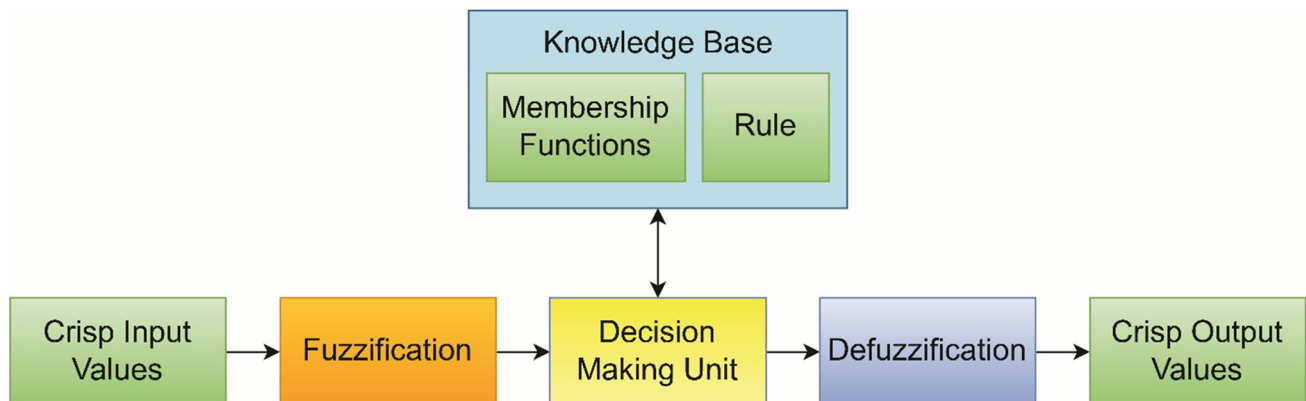 Knowledge Base
Membership
Functions
Rule
Crisp Input
Values
Fuzzification
Decision
Making Unit
Defuzzification
Crisp Output
Values